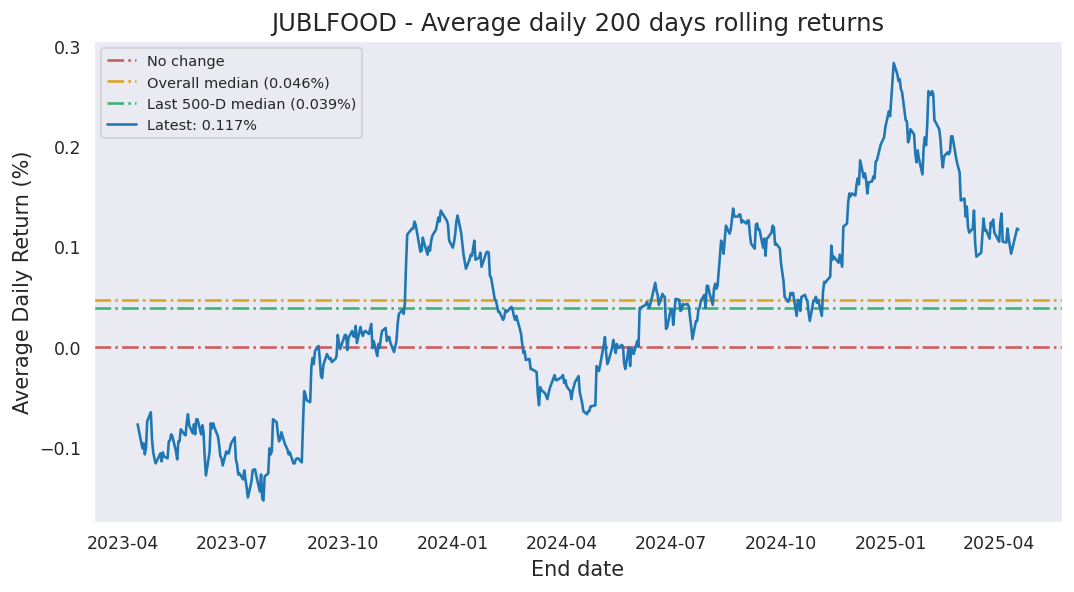 JUBLFOOD - Average daily 200 days rolling returns
No change
Overall median (0.046%)
Last 500-D median (0.039%)
Latest: 0.117%
Average Daily Return (%)
0.3
0.2
0.1
0.0
−0.1
2023-04 2023-07 2023-10 2024-01 2024-04 2024-07 2024-10 2025-01 2025-04
End date